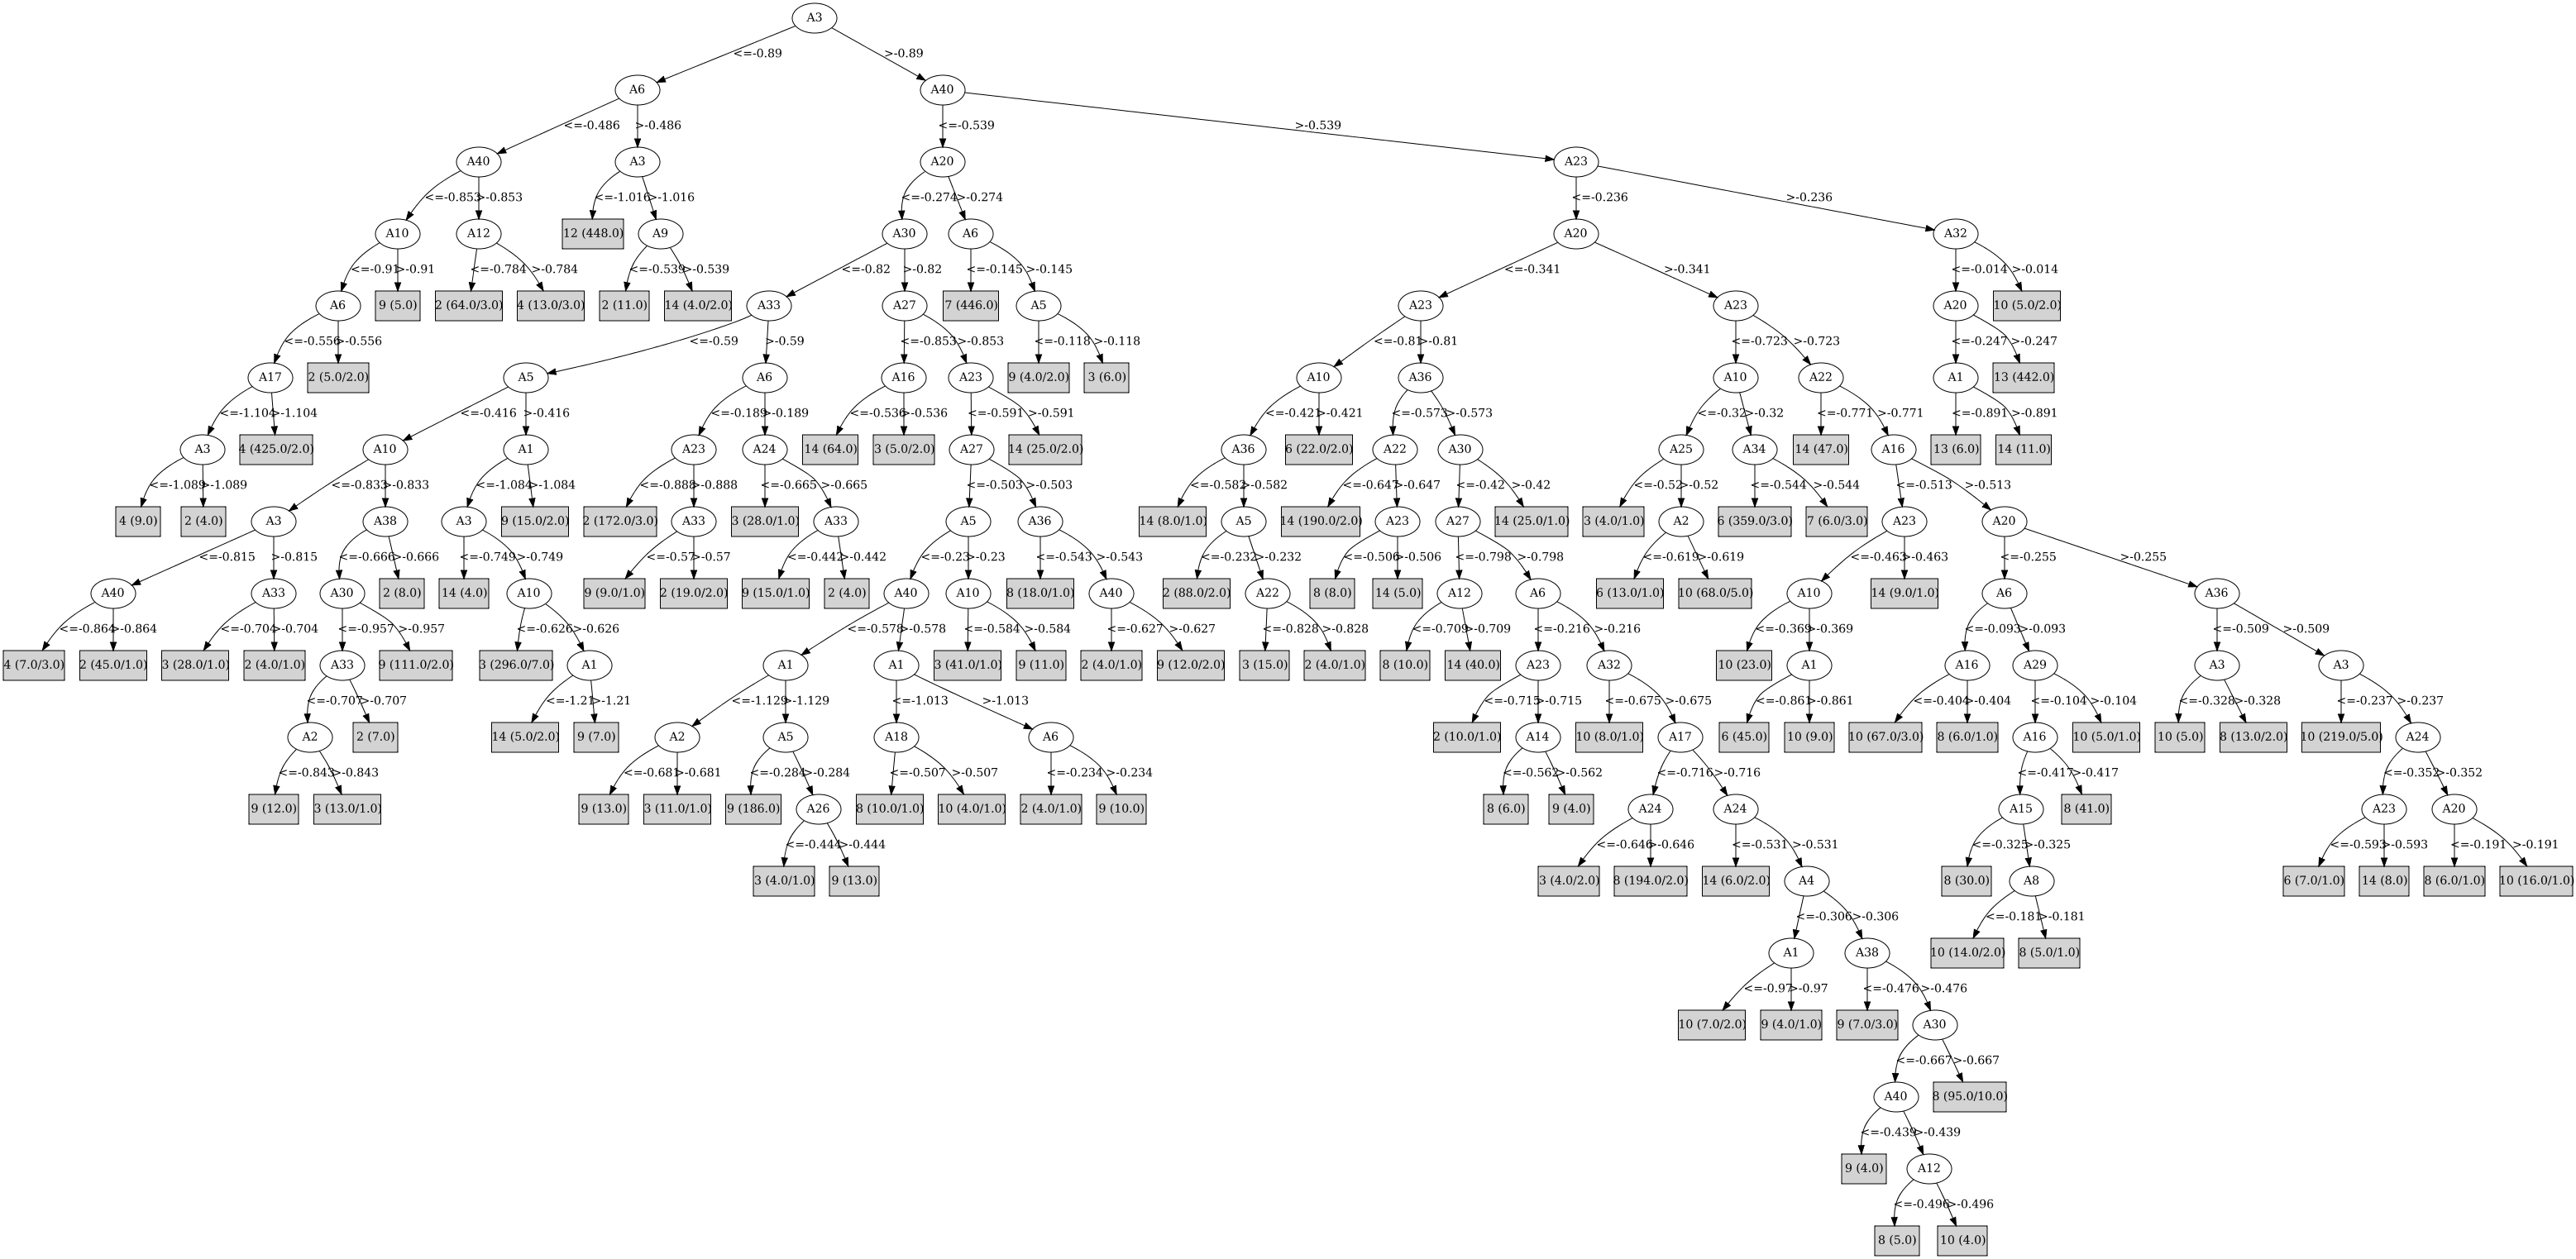 A3
<=-0.89 >-0.89
A6 A40
<=-0.486 >-0.486 <=-0.539 >-0.539
A40 A3 A20 A23
<=-0.853 >-0.853 <=-1.016 >-1.016 <=-0.274 >-0.274 <=-0.236 >-0.236
A10 A12 12 (448.0) A9 A30 A6 A20 A32
<=-0.91 >-0.91 <=-0.784 >-0.784 <=-0.539 >-0.539 <=-0.82 >-0.82 <=-0.145 >-0.145 <=-0.341 >-0.341 <=-0.014 >-0.014
A6 9 (5.0) 2 (64.0/3.0) 4 (13.0/3.0) 2 (11.0) 14 (4.0/2.0) A33 A27 7 (446.0) A5 A23 A23 A20 10 (5.0/2.0)
<=-0.556 >-0.556 <=-0.59 >-0.59 <=-0.853 >-0.853 <=-0.118 >-0.118 <=-0.81 >-0.81 <=-0.723 >-0.723 <=-0.247 >-0.247
A17 2 (5.0/2.0) A5 A6 A16 A23 9 (4.0/2.0) 3 (6.0) A10 A36 A10 A22 A1 13 (442.0)
<=-1.104 >-1.104 <=-0.416 >-0.416 <=-0.189 >-0.189 <=-0.536 >-0.536 <=-0.591 >-0.591 <=-0.421 >-0.421 <=-0.573 >-0.573 <=-0.32 >-0.32 <=-0.771 >-0.771 <=-0.891 >-0.891
A3 4 (425.0/2.0) A10 A1 A23 A24 14 (64.0) 3 (5.0/2.0) A27 14 (25.0/2.0) A36 6 (22.0/2.0) A22 A30 A25 A34 14 (47.0) A16 13 (6.0) 14 (11.0)
<=-1.089 >-1.089 <=-0.833 >-0.833 <=-1.084 >-1.084 <=-0.888 >-0.888 <=-0.665 >-0.665 <=-0.503 >-0.503 <=-0.582 >-0.582 <=-0.647 >-0.647 <=-0.42 >-0.42 <=-0.52 >-0.52 <=-0.544 >-0.544 <=-0.513 >-0.513
4 (9.0) 2 (4.0) A3 A38 A3 9 (15.0/2.0) 2 (172.0/3.0) A33 3 (28.0/1.0) A33 A5 A36 14 (8.0/1.0) A5 14 (190.0/2.0) A23 A27 14 (25.0/1.0) 3 (4.0/1.0) A2 6 (359.0/3.0) 7 (6.0/3.0) A23 A20
<=-0.815 >-0.815 <=-0.666 >-0.666 <=-0.749 >-0.749 <=-0.57 >-0.57 <=-0.442 >-0.442 <=-0.23 >-0.23 <=-0.543 >-0.543 <=-0.232 >-0.232 <=-0.506 >-0.506 <=-0.798 >-0.798 <=-0.619 >-0.619 <=-0.463 >-0.463 <=-0.255 >-0.255
A40 A33 A30 2 (8.0) 14 (4.0) A10 9 (9.0/1.0) 2 (19.0/2.0) 9 (15.0/1.0) 2 (4.0) A40 A10 8 (18.0/1.0) A40 2 (88.0/2.0) A22 8 (8.0) 14 (5.0) A12 A6 6 (13.0/1.0) 10 (68.0/5.0) A10 14 (9.0/1.0) A6 A36
<=-0.864 >-0.864 <=-0.704 >-0.704 <=-0.957 >-0.957 <=-0.626 >-0.626 <=-0.578 >-0.578 <=-0.584 >-0.584 <=-0.627 >-0.627 <=-0.828 >-0.828 <=-0.709 >-0.709 <=-0.216 >-0.216 <=-0.369 >-0.369 <=-0.093 >-0.093 <=-0.509 >-0.509
4 (7.0/3.0) 2 (45.0/1.0) 3 (28.0/1.0) 2 (4.0/1.0) A33 9 (111.0/2.0) 3 (296.0/7.0) A1 A1 A1 3 (41.0/1.0) 9 (11.0) 2 (4.0/1.0) 9 (12.0/2.0) 3 (15.0) 2 (4.0/1.0) 8 (10.0) 14 (40.0) A23 A32 10 (23.0) A1 A16 A29 A3 A3
<=-0.707 >-0.707 <=-1.21 >-1.21 <=-1.129 >-1.129 <=-1.013 >-1.013 <=-0.715 >-0.715 <=-0.675 >-0.675 <=-0.861 >-0.861 <=-0.404 >-0.404 <=-0.104 >-0.104 <=-0.328 >-0.328 <=-0.237 >-0.237
A2 2 (7.0) 14 (5.0/2.0) 9 (7.0) A2 A5 A18 A6 2 (10.0/1.0) A14 10 (8.0/1.0) A17 6 (45.0) 10 (9.0) 10 (67.0/3.0) 8 (6.0/1.0) A16 10 (5.0/1.0) 10 (5.0) 8 (13.0/2.0) 10 (219.0/5.0) A24
<=-0.843 >-0.843 <=-0.681 >-0.681 <=-0.284 >-0.284 <=-0.507 >-0.507 <=-0.234 >-0.234 <=-0.562 >-0.562 <=-0.716 >-0.716 <=-0.417 >-0.417 <=-0.352 >-0.352
9 (12.0) 3 (13.0/1.0) 9 (13.0) 3 (11.0/1.0) 9 (186.0) A26 8 (10.0/1.0) 10 (4.0/1.0) 2 (4.0/1.0) 9 (10.0) 8 (6.0) 9 (4.0) A24 A24 A15 8 (41.0) A23 A20
<=-0.444 >-0.444 <=-0.646 >-0.646 <=-0.531 >-0.531 <=-0.325 >-0.325 <=-0.593 >-0.593 <=-0.191 >-0.191
3 (4.0/1.0) 9 (13.0) 3 (4.0/2.0) 8 (194.0/2.0) 14 (6.0/2.0) A4 8 (30.0) A8 6 (7.0/1.0) 14 (8.0) 8 (6.0/1.0) 10 (16.0/1.0)
<=-0.306 >-0.306 <=-0.181 >-0.181
A1 A38 10 (14.0/2.0) 8 (5.0/1.0)
<=-0.97 >-0.97 <=-0.476 >-0.476
10 (7.0/2.0) 9 (4.0/1.0) 9 (7.0/3.0) A30
<=-0.667 >-0.667
A40 8 (95.0/10.0)
<=-0.439 >-0.439
9 (4.0) A12
<=-0.496 >-0.496
8 (5.0) 10 (4.0)